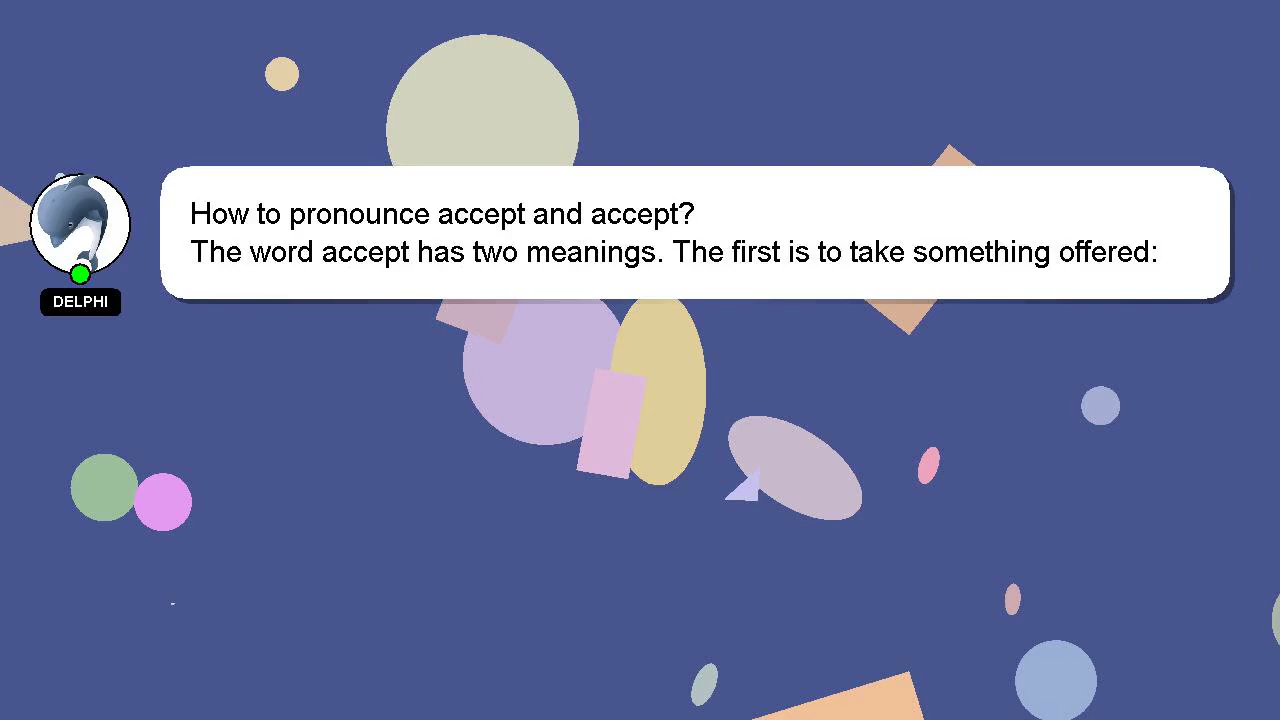 How to pronounce accept and accept?
The word accept has two meanings. The first is to take something offered:
DELPHI